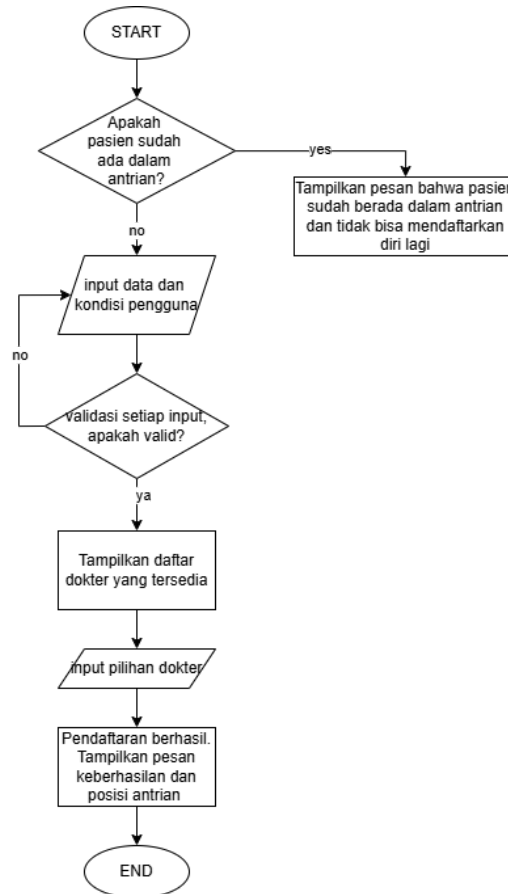 START
Apakah
pasien sudah
ada dalam
antrian?
yes
Tampilkan pesan bahwa pasien
sudah berada dalam antrian
dan tidak bisa mendaftarkan
diri lagi
no
input data dan
kondisi pengguna
no
validasi setiap input,
apakah valid?
ya
Tampilkan daftar
dokter yang tersedia
input pilihan dokter
Pendaftaran berhasil.
Tampilkan pesan
keberhasilan dan
posisi antrian
END